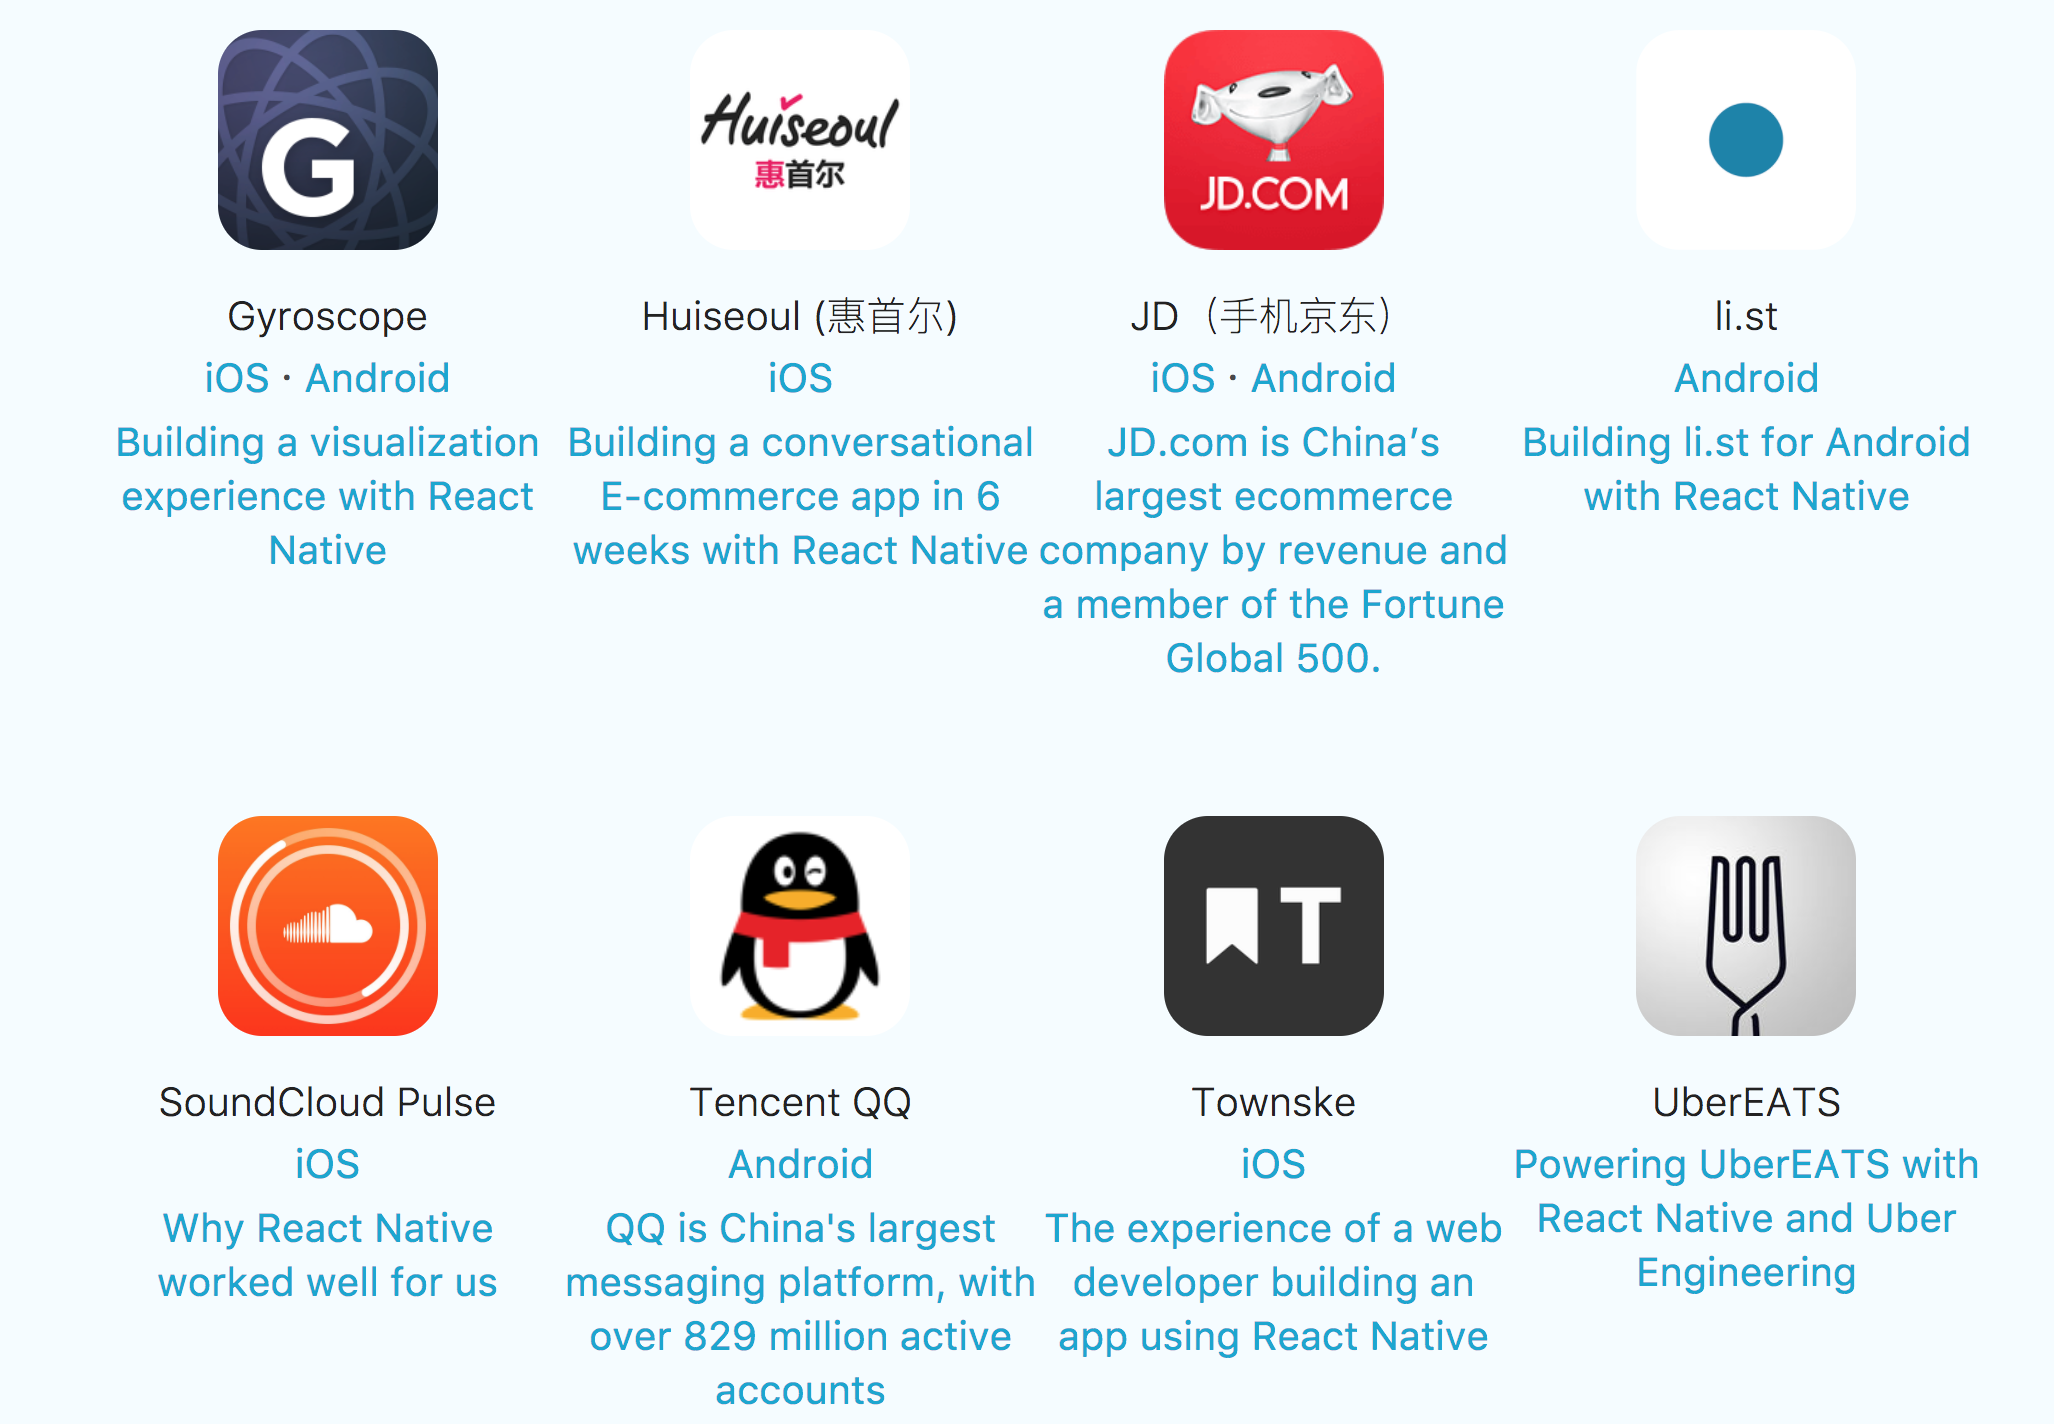 G
Huiseoul
惠首尔
JD.COM
Gyroscope
iOS · Android
Building a visualization
experience with React
Native
Huiseoul (惠首尔)
iOS
Building a conversational
E-commerce app in 6
weeks with React Native
JD（手机京东）
iOS · Android
JD.com is China’s
largest ecommerce
company by revenue and
a member of the Fortune
Global 500.
li.st
Android
Building li.st for Android
with React Native
T
SoundCloud Pulse
iOS
Why React Native
worked well for us
Tencent QQ
Android
QQ is China's largest
messaging platform, with
over 829 million active
accounts
Townske
iOS
The experience of a web
developer building an
app using React Native
UberEATS
Powering UberEATS with
React Native and Uber
Engineering